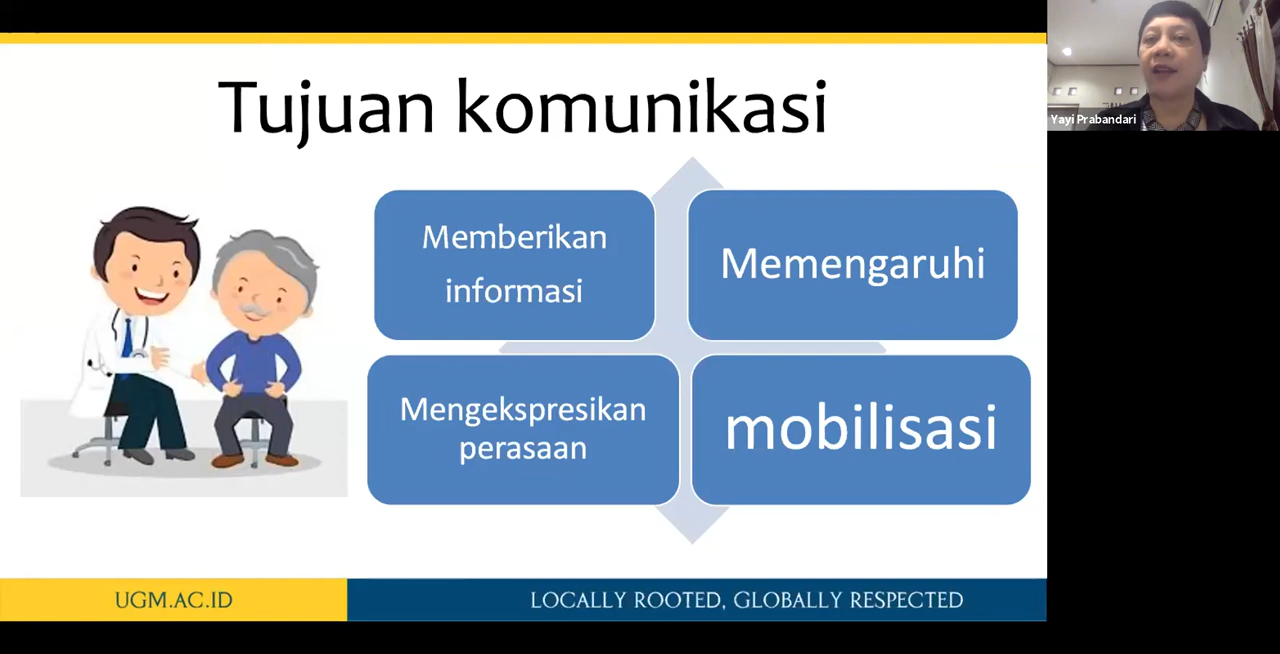 Tujuan komunikasi
Yayi Prabandari
Memberikan
informasi
Memengaruhi
Mengekspresikan
perasaan
mobilisasi
UGM.AC.ID
LOCALLY ROOTED, GLOBALLY RESPECTED